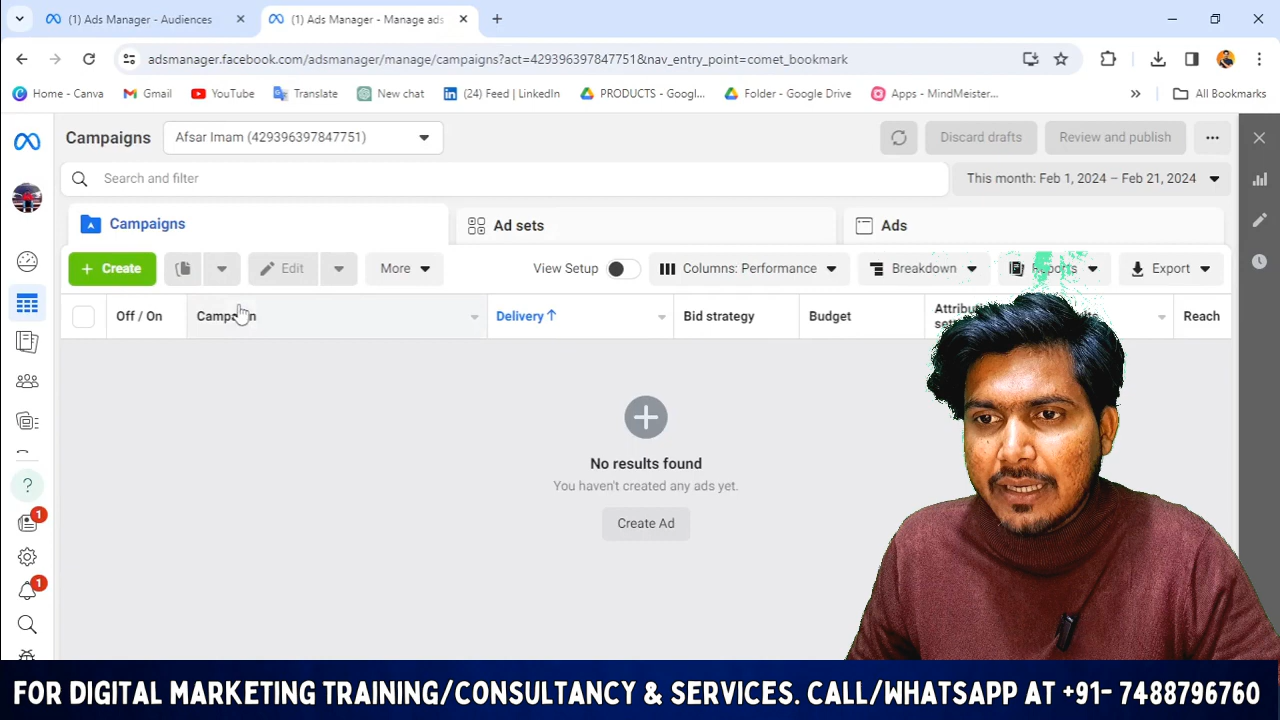 (1) Ads Manager - Audiences
(1) Ads Manager - Manage ads
adsmanager.facebook.com/adsmanager/manage/campaigns?act=429396397847751&nav_entry_point=comet_bookmark
Home - Canva
Gmail
YouTube
Translate
New chat
(24) Feed | LinkedIn
PRODUCTS - Googl...
Folder - Google Drive
Apps - MindMeister...
All Bookmarks
Campaigns
Afsar Imam (429396397847751)
Discard drafts
Review and publish
Search and filter
This month: Feb 1, 2024 – Feb 21, 2024
Campaigns
Ad sets
Ads
+ Create
Edit
More
View Setup
Columns: Performance
Breakdown
Reports
Export
Off / On
Campaign
Delivery ↑
Bid strategy
Budget
Reach
No results found
You haven't created any ads yet.
Create Ad
1
1
FOR DIGITAL MARKETING TRAINING/CONSULTANCY & SERVICES. CALL/WHATSAPP AT +91- 7488796760